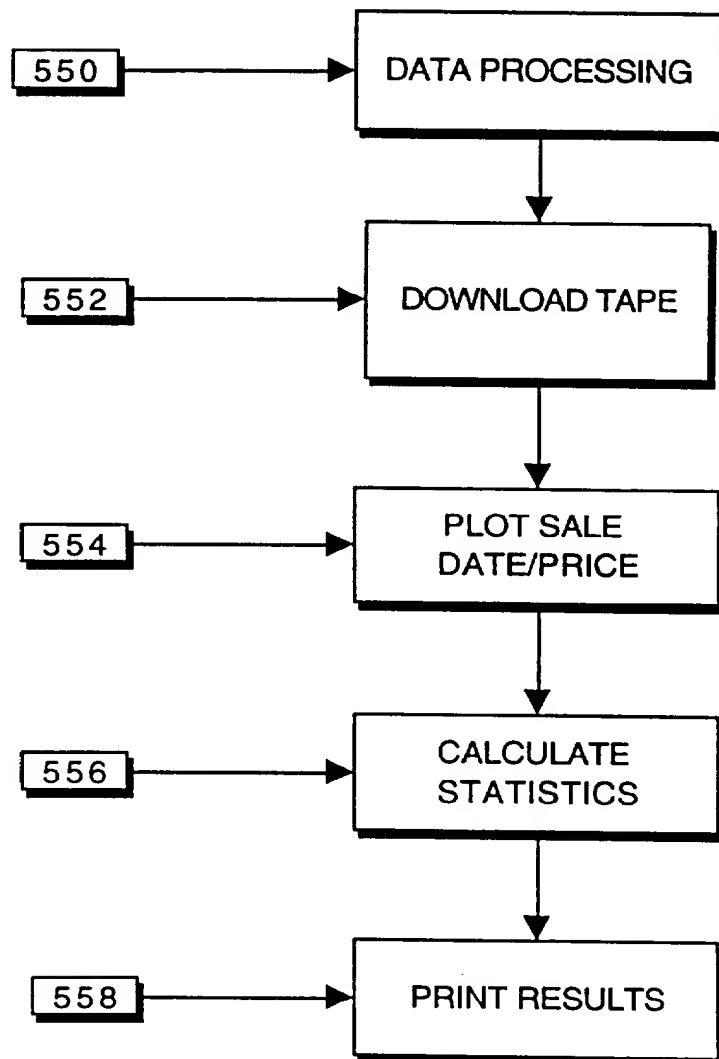 550
DATA PROCESSING
552
DOWNLOAD TAPE
554
PLOT SALE
DATE/PRICE
556
CALCULATE
STATISTICS
558
PRINT RESULTS